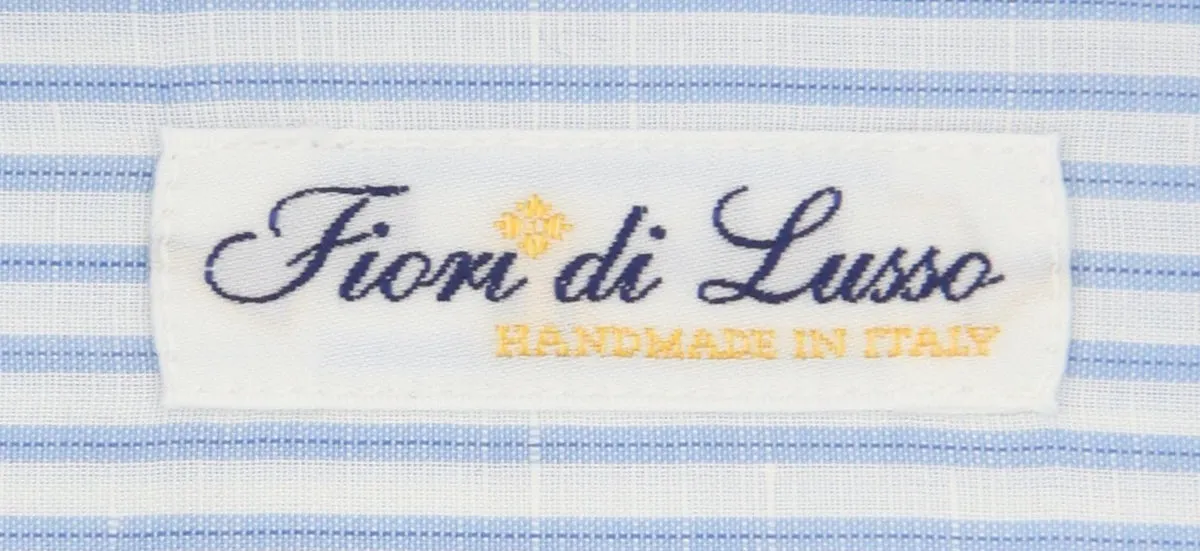 Fiori di Lusso
HANDMADE IN ITALY